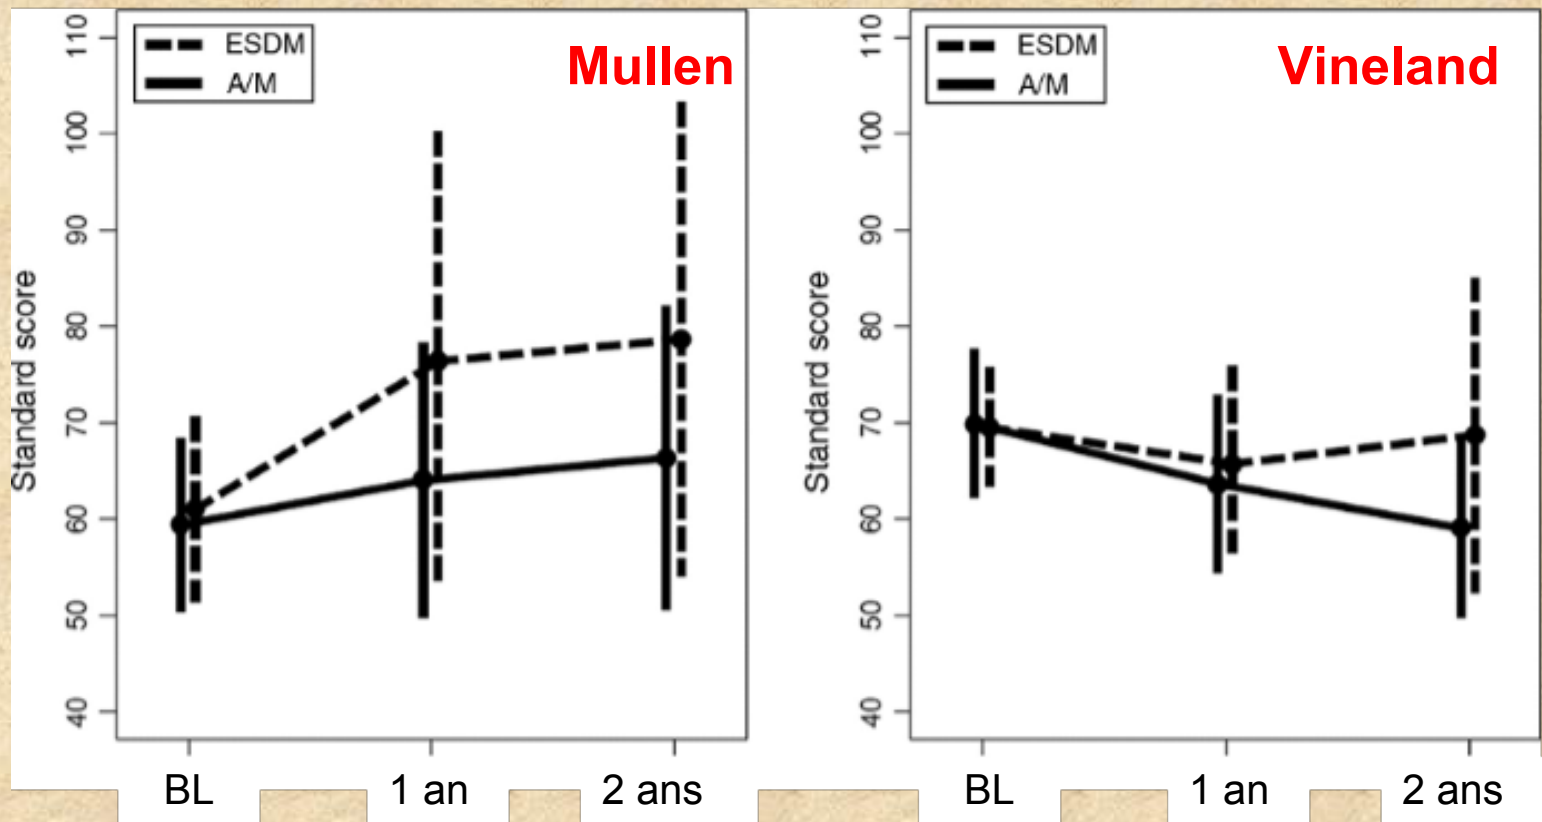 Mullen
ESDM
A/M
Standard score
110
100
90
80
70
60
50
40
BL
1 an
2 ans
Vineland
ESDM
A/M
Standard score
110
100
90
80
70
60
50
40
BL
1 an
2 ans